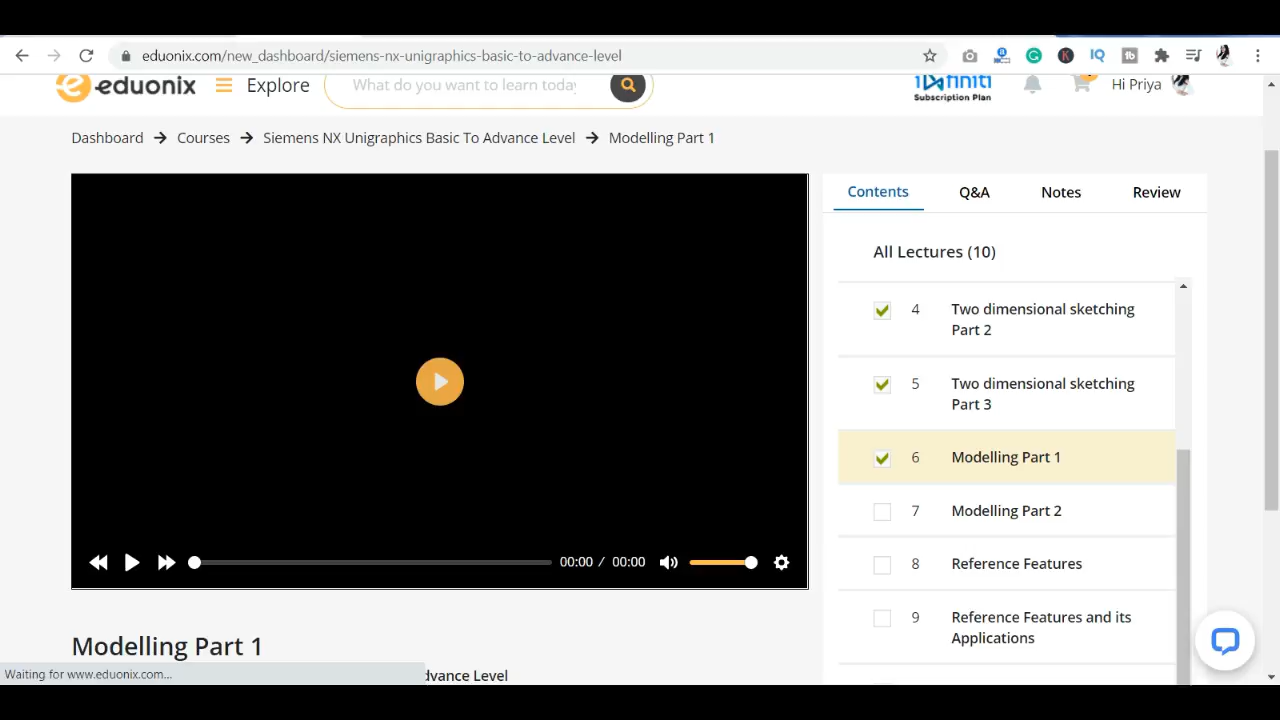 eduonix.com/new_dashboard/siemens-nx-unigraphics-basic-to-advance-level
eduonix
Explore
What do you want to learn today
Subscription Plan
Hi Priya
Dashboard → Courses → Siemens NX Unigraphics Basic To Advance Level → Modelling Part 1
Contents
Q&A
Notes
Review
All Lectures (10)
4
Two dimensional sketching
Part 2
5
Two dimensional sketching
Part 3
6
Modelling Part 1
7
Modelling Part 2
8
Reference Features
9
Reference Features and its
Applications
00:00 / 00:00
Modelling Part 1
dvance Level
Waiting for www.eduonix.com...